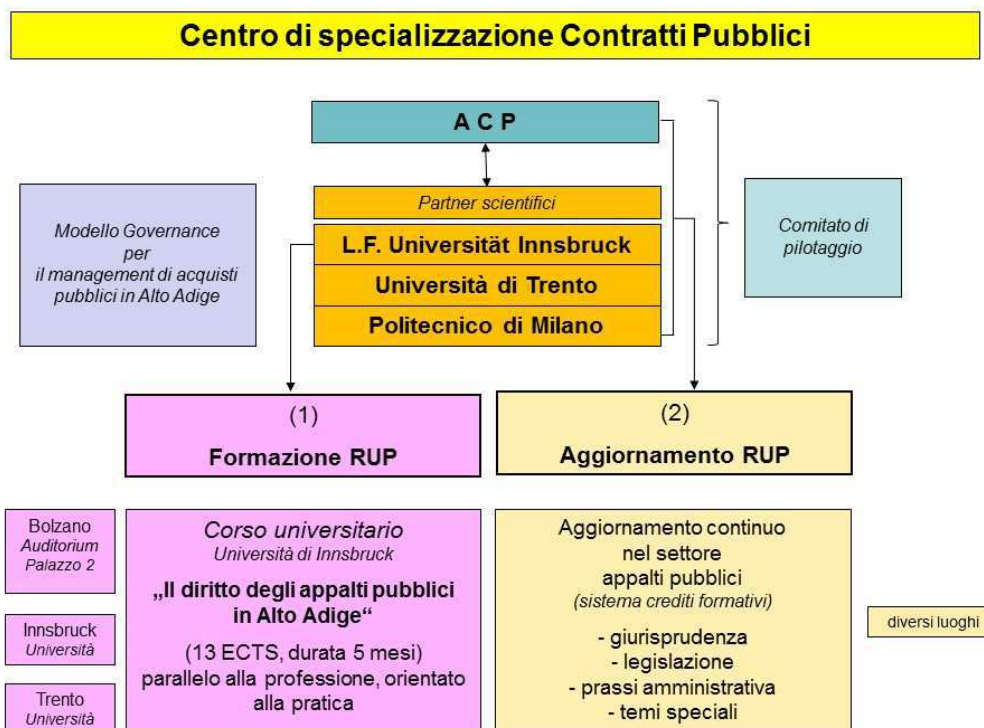 Centro di specializzazione Contratti Pubblici
A C P
Partner scientifici
L.F. Universität Innsbruck
Università di Trento
Politecnico di Milano
Modello Governance
per
il management di acquisti
pubblici in Alto Adige
Comitato di
pilotaggio
(1)
Formazione RUP
(2)
Aggiornamento RUP
Bolzano
Auditorium
Palazzo 2
Innsbruck
Università
Trento
Università
Corso universitario
Università di Innsbruck
„Il diritto degli appalti pubblici
in Alto Adige“
(13 ECTS, durata 5 mesi)
parallelo alla professione, orientato
alla pratica
Aggiornamento continuo
nel settore
appalti pubblici
(sistema crediti formativi)
- giurisprudenza
- legislazione
- prassi amministrativa
- temi speciali
diversi luoghi